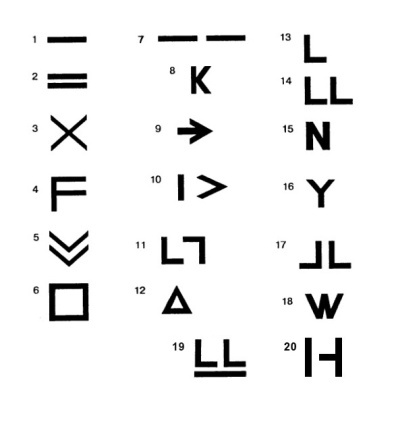 1 —
2 =
3 X
4 F
5
6 □
7 — —
8 K
9 →
10 I >
11 L ꓶ
12 △
13 L
14 LL
15 N
16 Y
17 ⅃L
18 W
19 LL
20